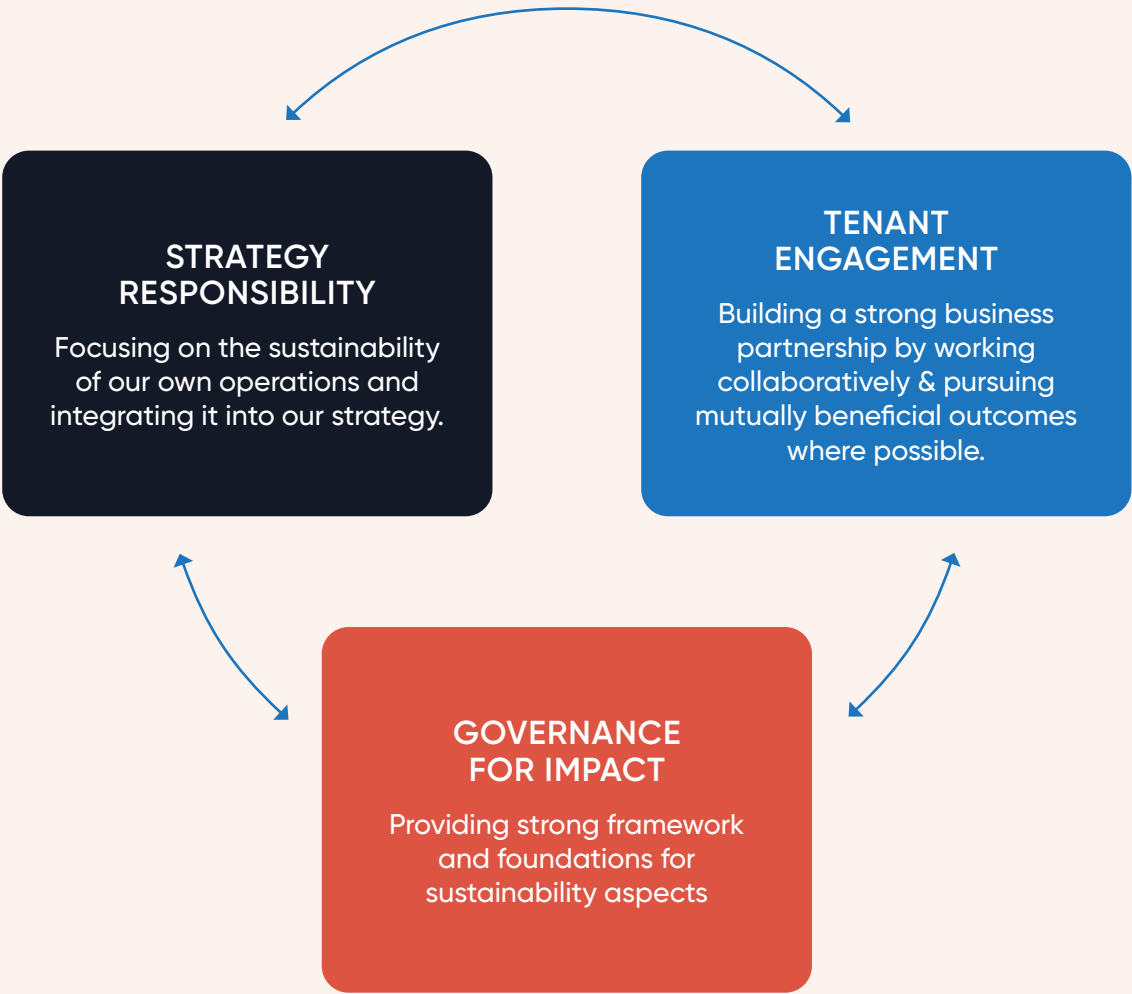 STRATEGY
RESPONSIBILITY
Focusing on the sustainability
of our own operations and
integrating it into our strategy.
TENANT
ENGAGEMENT
Building a strong business
partnership by working
collaboratively & pursuing
mutually beneficial outcomes
where possible.
GOVERNANCE
FOR IMPACT
Providing strong framework
and foundations for
sustainability aspects